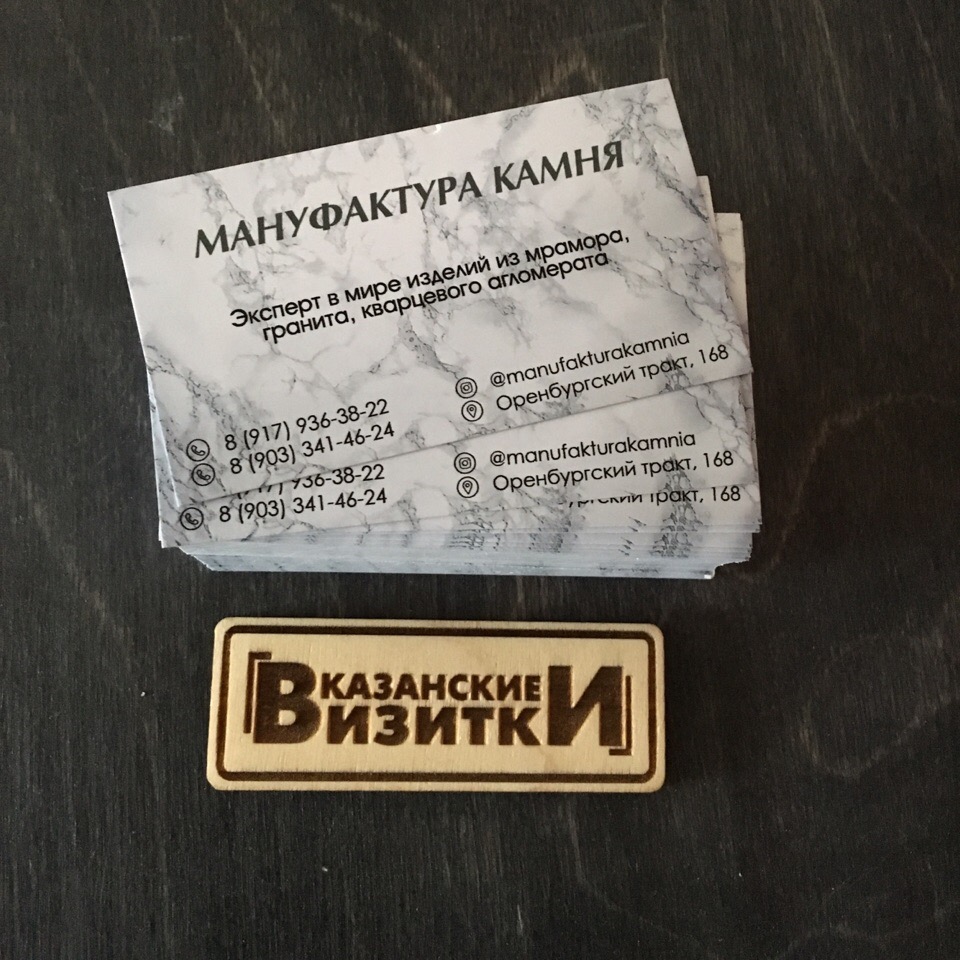 МАНУФАКТУРА КАМНЯ
Эксперт в мире изделий из мрамора,
гранита, кварцевого агломерата
8 (917) 936-38-22
8 (903) 341-46-24
@manufakturakamnia
Оренбургский тракт, 168
936-38-22
8 (903) 341-46-24
@manufakturakamnia
Оренбургский тракт, 168
тракт, 168
КАЗАНСКИЕ
ВИЗИТКИ